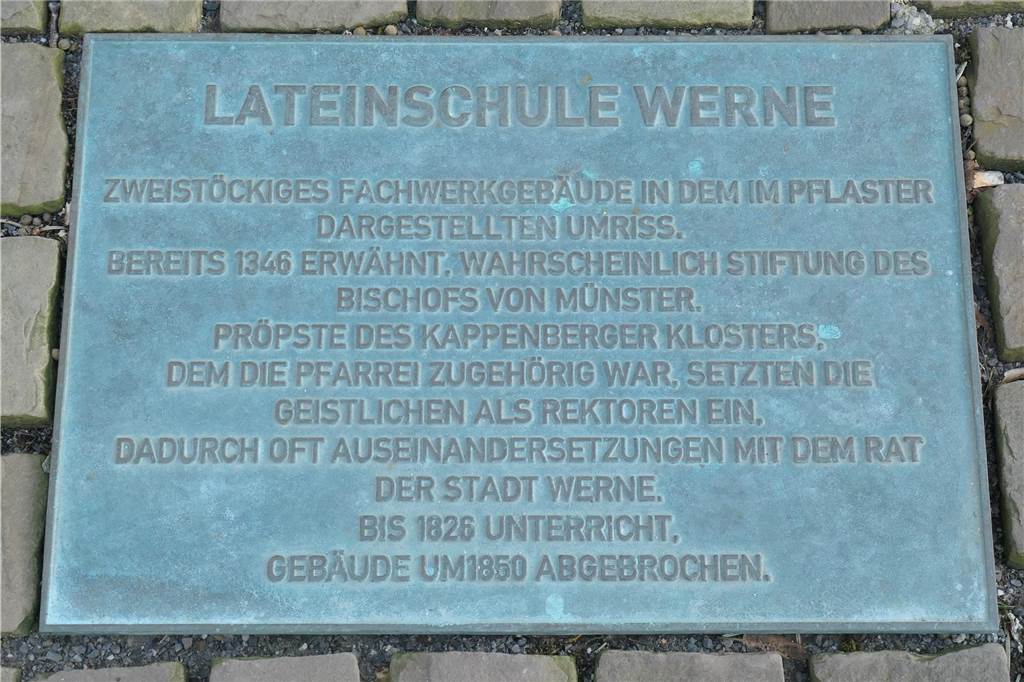 LATEINSCHULE WERNE
ZWEISTÖCKIGES FACHWERKGEBÄUDE IN DEM IM PFLASTER
DARGESTELLTEN UMRISS.
BEREITS 1346 ERWÄHNT, WAHRSCHEINLICH STIFTUNG DES
BISCHOFS VON MÜNSTER.
PRÖPSTE DES KAPPENBERGER KLOSTERS,
DEM DIE PFARREI ZUGEHÖRIG WAR, SETZTEN DIE
GEISTLICHEN ALS REKTOREN EIN,
DADURCH OFT AUSEINANDERSETZUNGEN MIT DEM RAT
DER STADT WERNE.
BIS 1826 UNTERRICHT,
GEBÄUDE UM1850 ABGEBROCHEN.